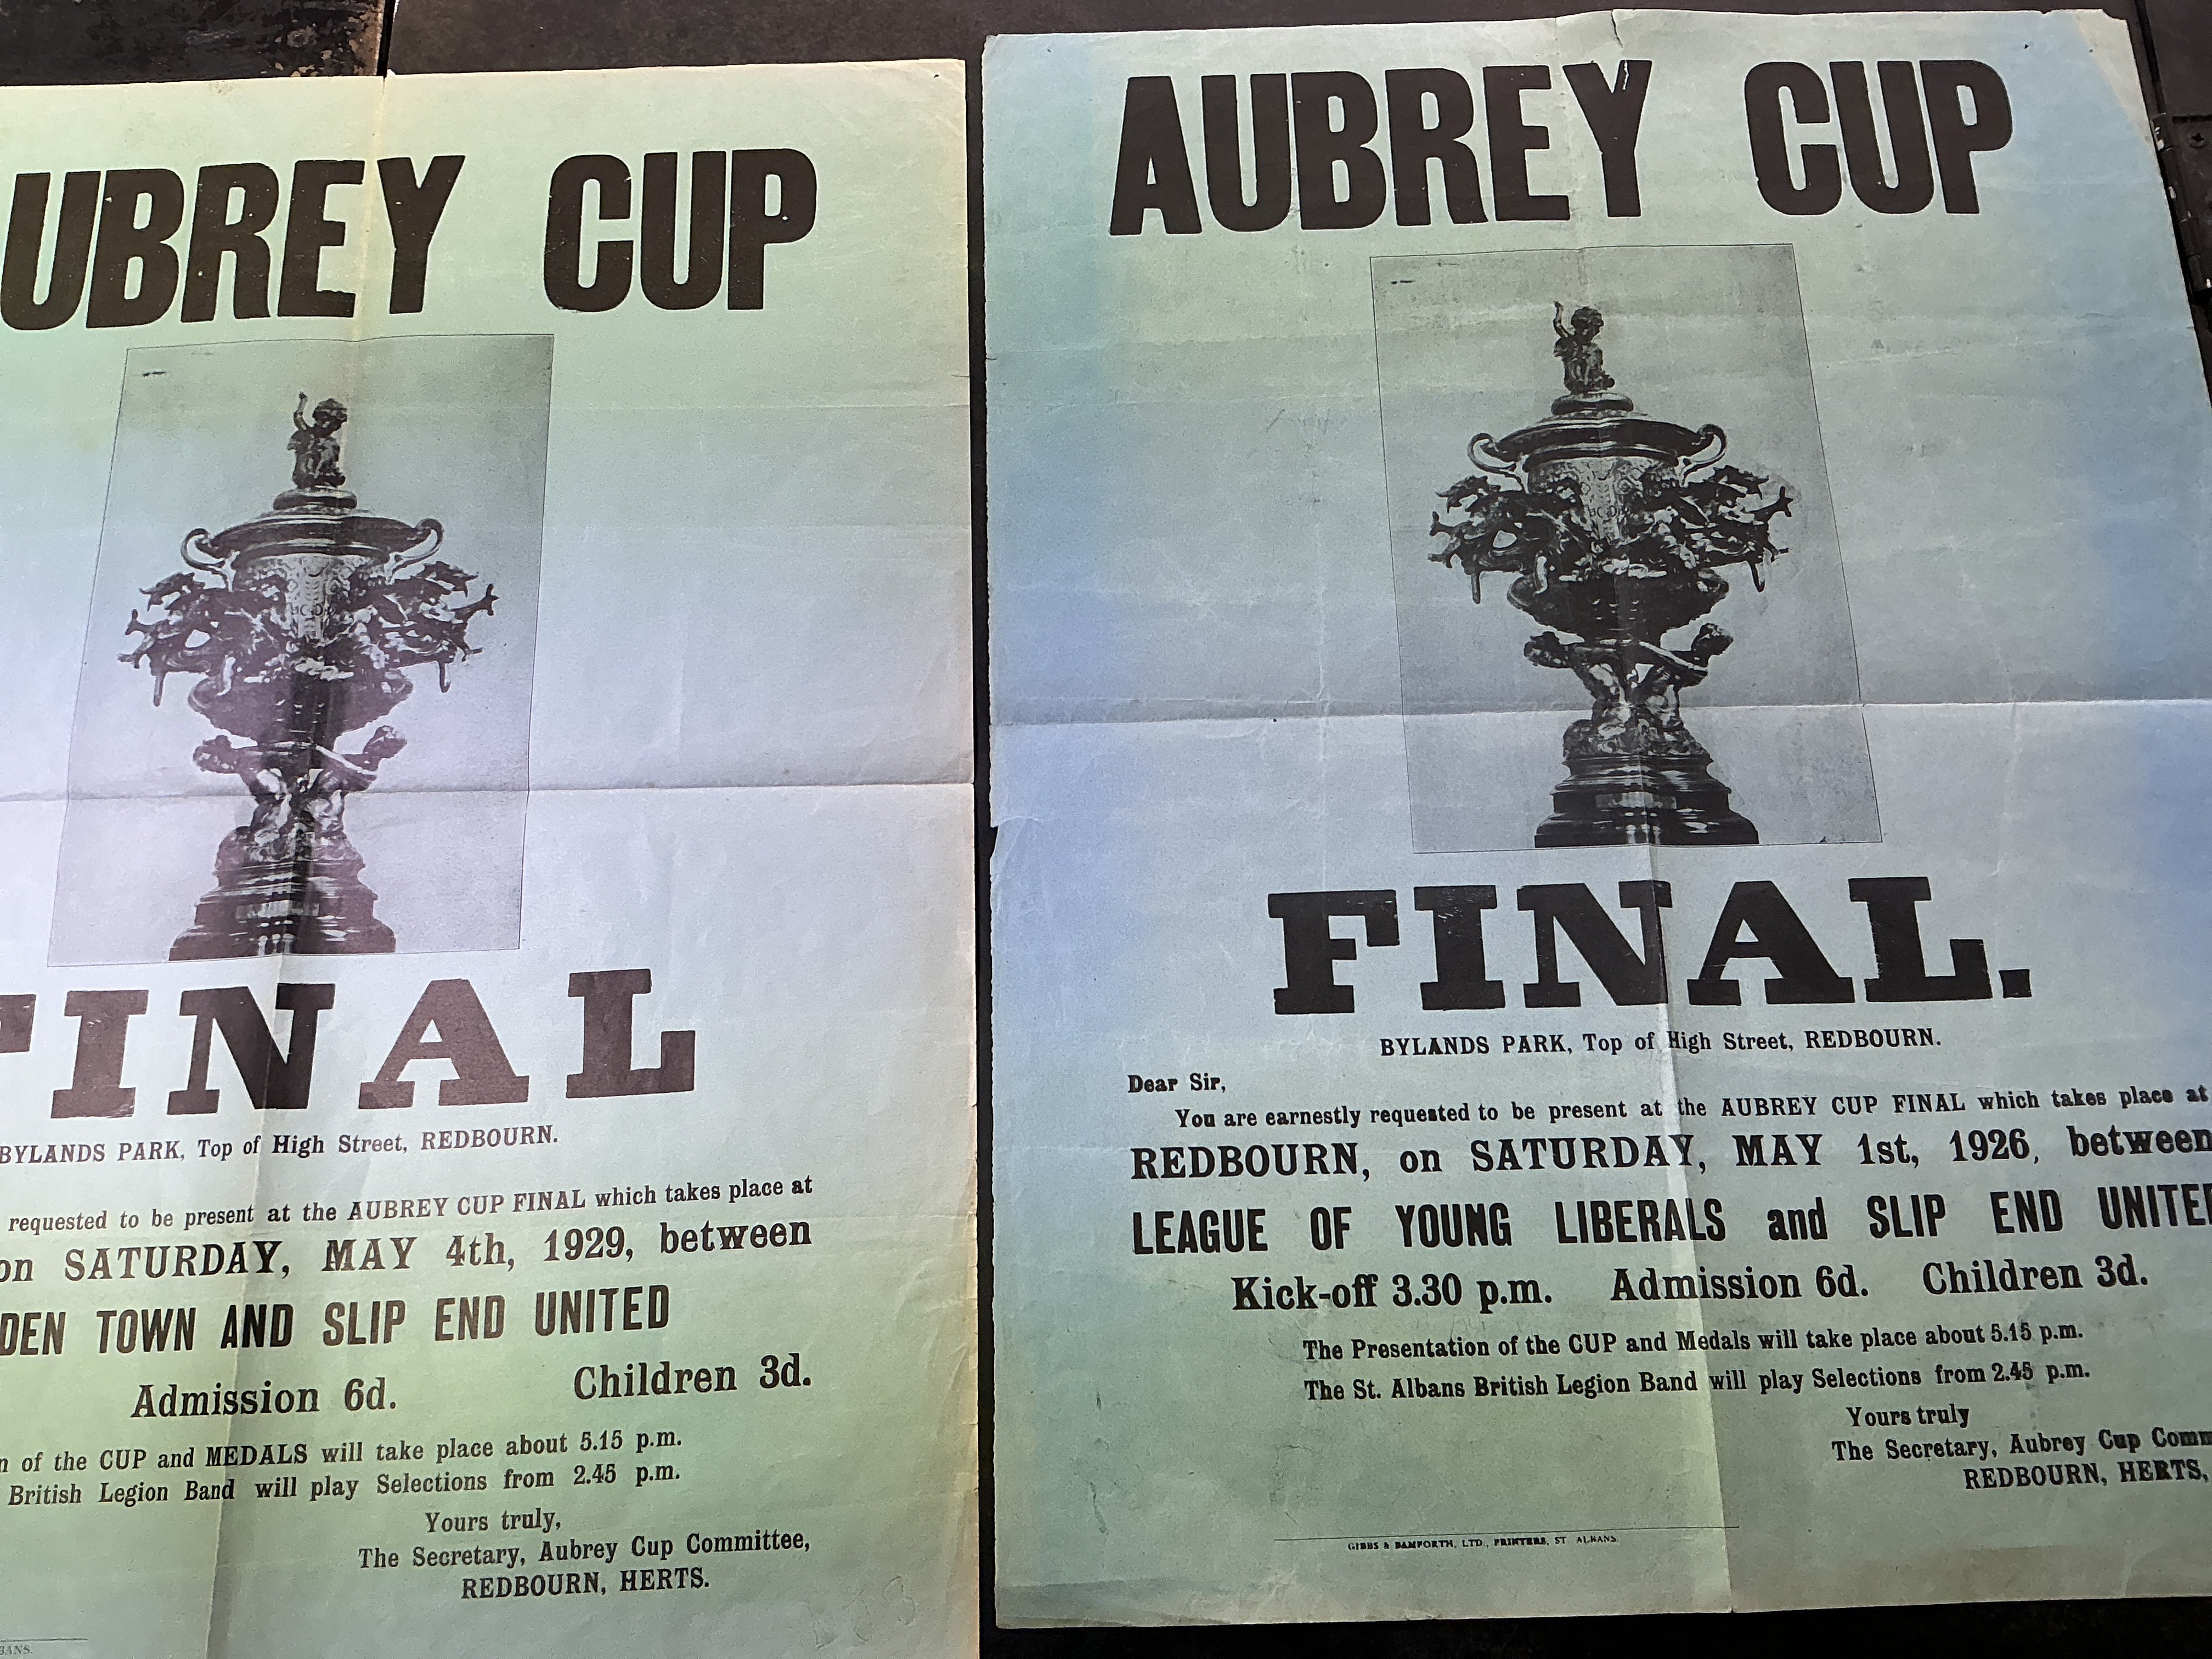 UBREY CUP
FINAL
BYLANDS PARK, Top of High Street, REDBOURN.
requested to be present at the AUBREY CUP FINAL which takes place at
on SATURDAY, MAY 4th, 1929, between
DEN TOWN AND SLIP END UNITED
Admission 6d. Children 3d.
n of the CUP and MEDALS will take place about 5.15 p.m.
British Legion Band will play Selections from 2.45 p.m.
Yours truly,
The Secretary, Aubrey Cup Committee,
REDBOURN, HERTS.
BANS.
AUBREY CUP
FINAL.
BYLANDS PARK, Top of High Street, REDBOURN.
Dear Sir,
You are earnestly requested to be present at the AUBREY CUP FINAL which takes place at
REDBOURN, on SATURDAY, MAY 1st, 1926, between
LEAGUE OF YOUNG LIBERALS and SLIP END UNITED
Kick-off 3.30 p.m. Admission 6d. Children 3d.
The Presentation of the CUP and Medals will take place about 5.15 p.m.
The St. Albans British Legion Band will play Selections from 2.45 p.m.
Yours truly
The Secretary, Aubrey Cup Comm
REDBOURN, HERTS,
GIBBS & BAMFORTH, LTD., PRINTERS, ST. ALBANS.